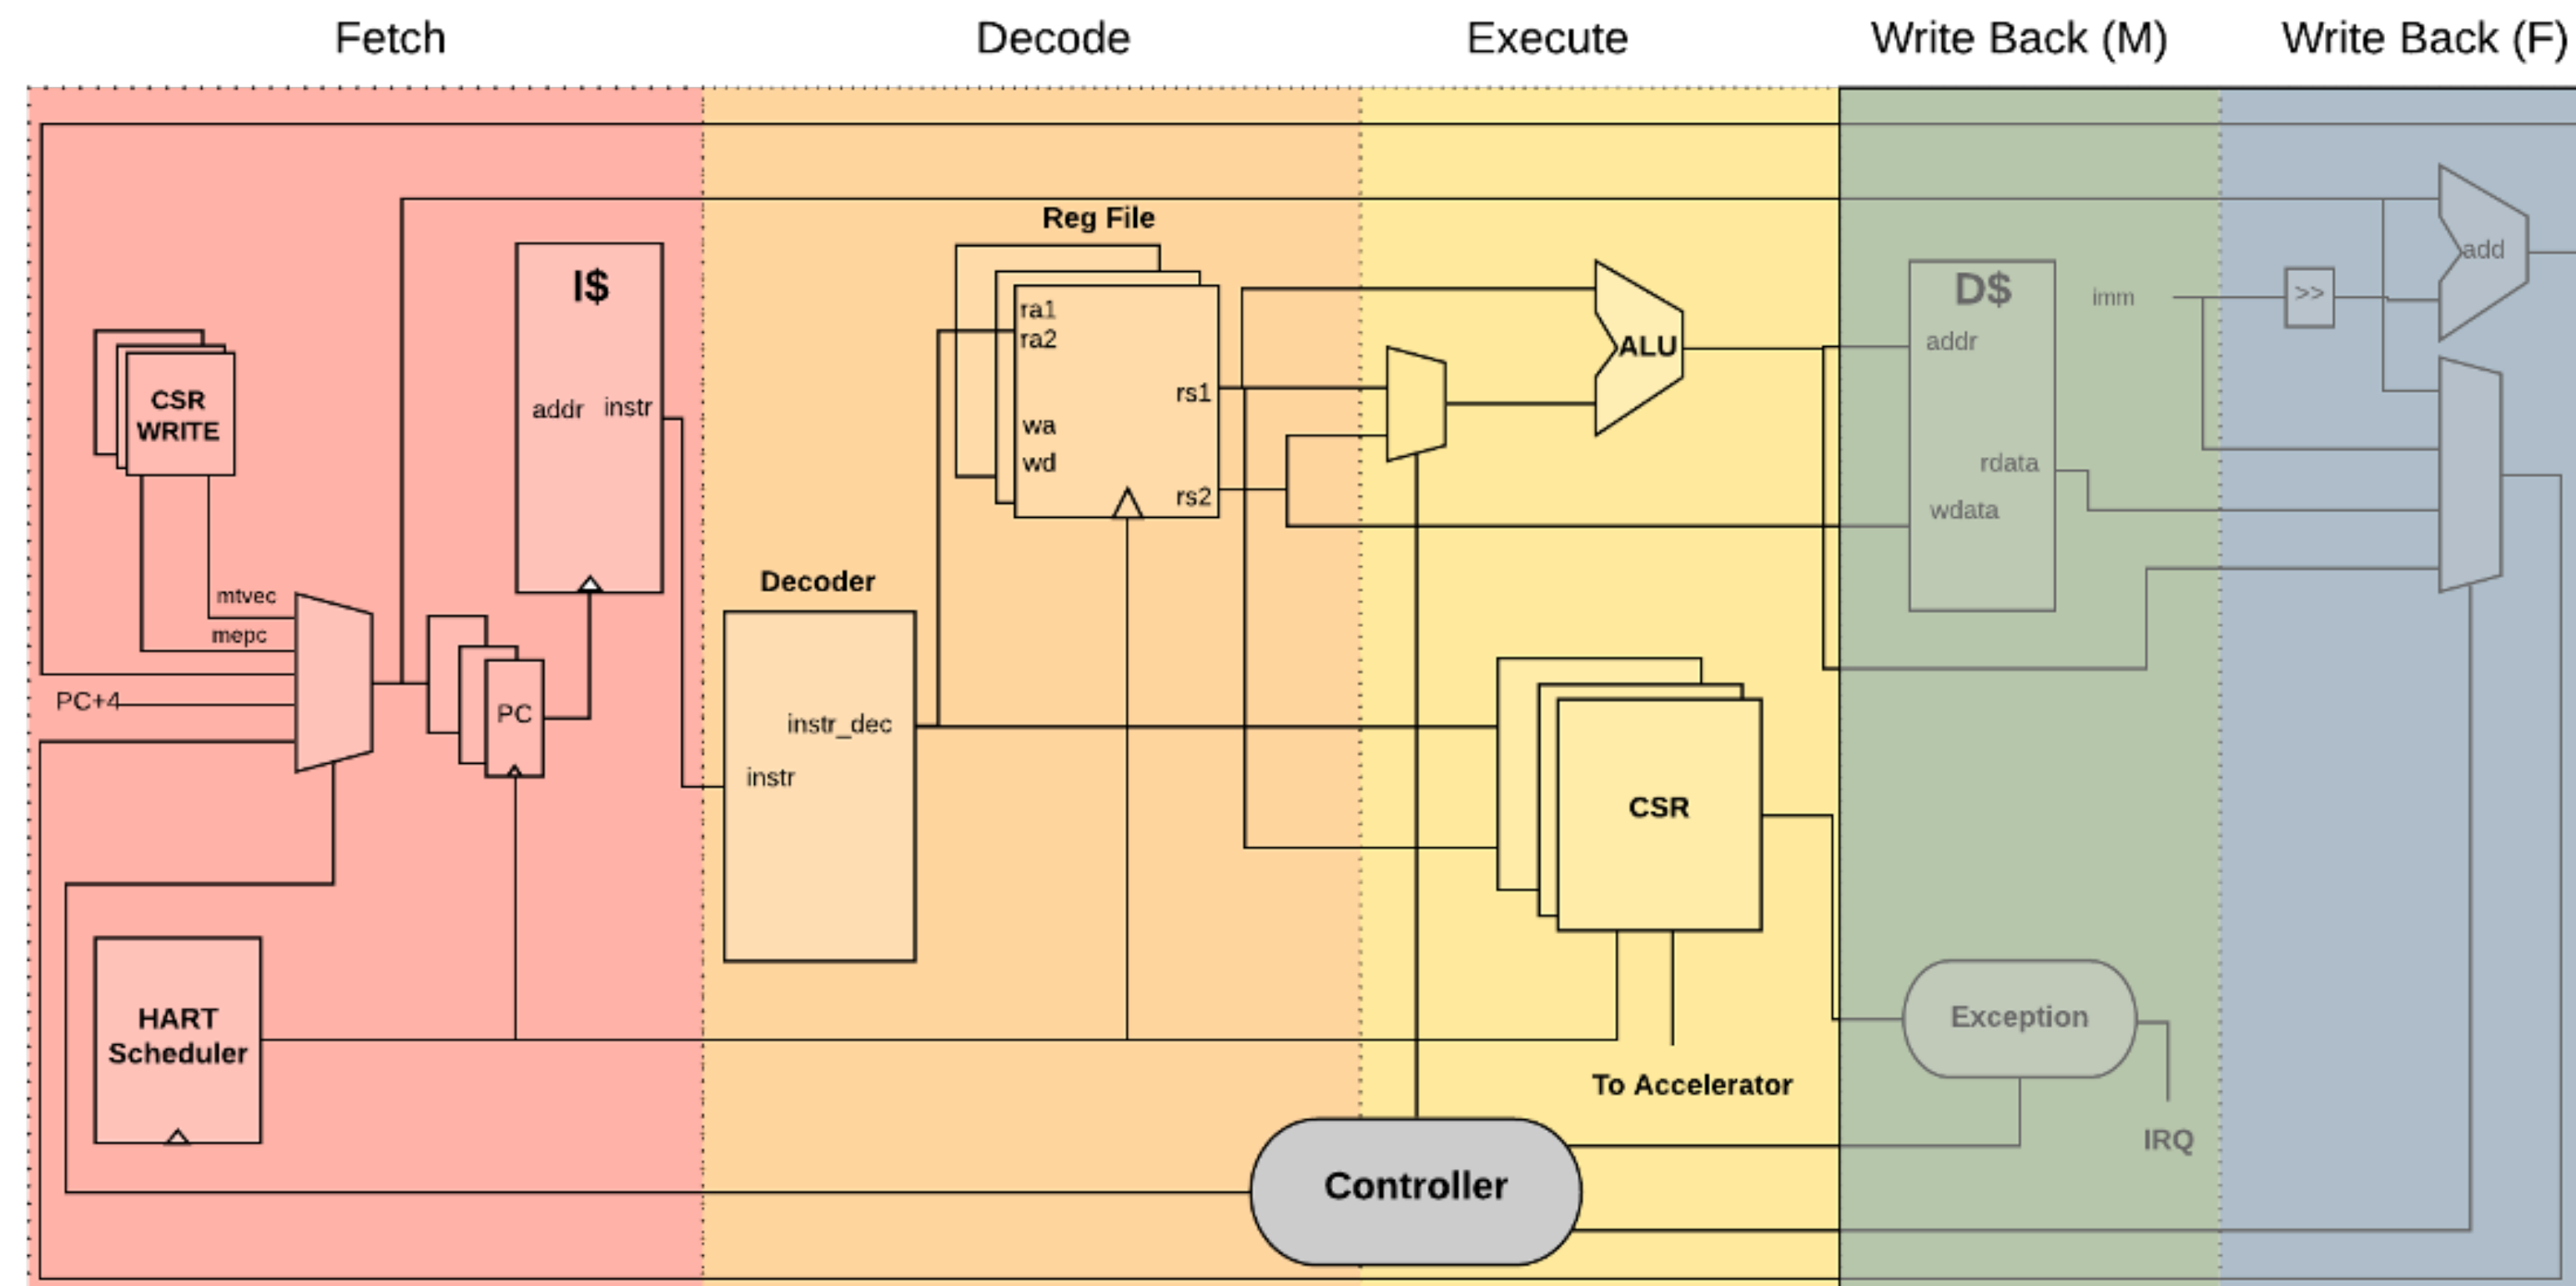 Fetch
Decode
Execute
Write Back (M)
Write Back (F)
CSR
WRITE
mtvec
mepc
PC+4
PC
I$
addr
instr
HART
Scheduler
Decoder
instr_dec
instr
Reg File
ra1
ra2
wa
wd
rs1
rs2
ALU
CSR
To Accelerator
Controller
D$
addr
rdata
wdata
imm
Exception
IRQ
>>
add